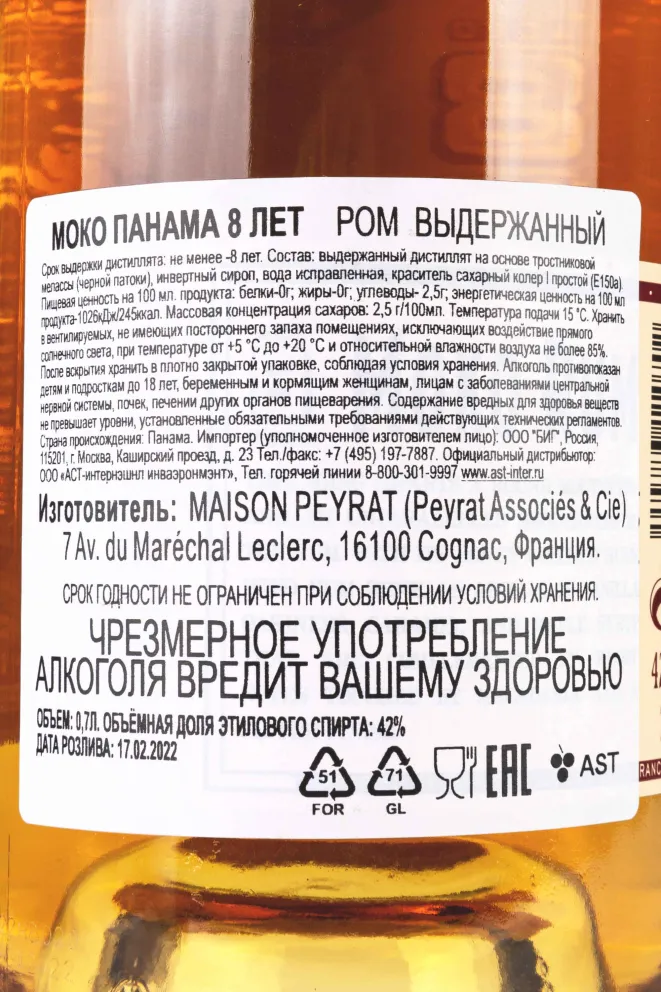 МОКО ПАНАМА 8 ЛЕТ РОМ ВЫДЕРЖАННЫЙ
Срок выдержки дистиллята: не менее -8 лет. Состав: выдержанный дистиллят на основе тростниковой
мелассы (черной патоки), инвертный сироп, вода исправленная, краситель сахарный колер I простой (Е150а).
Пищевая ценность на 100 мл. продукта: белки-0г; жиры-0г; углеводы- 2,5г; энергетическая ценность на 100 мл
продукта-1026кДж/245ккал. Массовая концентрация сахаров: 2,5 г/100мл. Температура подачи 15 °С. Хранить
в вентилируемых, не имеющих постороннего запаха помещениях, исключающих воздействие прямого
солнечного света, при температуре от +5 °С до +20 °С и относительной влажности воздуха не более 85%.
После вскрытия хранить в плотно закрытой упаковке, соблюдая условия хранения. Алкоголь противопоказан
детям и подросткам до 18 лет, беременным и кормящим женщинам, лицам с заболеваниями центральной
нервной системы, почек, печении других органов пищеварения. Содержание вредных для здоровья веществ
не превышает уровни, установленные обязательными требованиями действующих технических регламентов.
Страна происхождения: Панама. Импортер (уполномоченное изготовителем лицо): ООО "БИГ", Россия,
115201, г. Москва, Каширский проезд, д. 23 Тел./факс: +7 (495) 197-7887. Официальный дистрибьютор:
ООО «АСТ-интернэшнл инваэронмэнт», Тел. горячей линии 8-800-301-9997 www.ast-inter.ru
Изготовитель: MAISON PEYRAT (Peyrat Associés & Cie)
7 Av. du Maréchal Leclerc, 16100 Cognac, Франция.
СРОК ГОДНОСТИ НЕ ОГРАНИЧЕН ПРИ СОБЛЮДЕНИИ УСЛОВИЙ ХРАНЕНИЯ.
ЧРЕЗМЕРНОЕ УПОТРЕБЛЕНИЕ
АЛКОГОЛЯ ВРЕДИТ ВАШЕМУ ЗДОРОВЬЮ
ОБЪЕМ: 0,7Л. ОБЪЁМНАЯ ДОЛЯ ЭТИЛОВОГО СПИРТА: 42%
ДАТА РОЗЛИВА: 17.02.2022
51 71 EAC AST
FOR GL